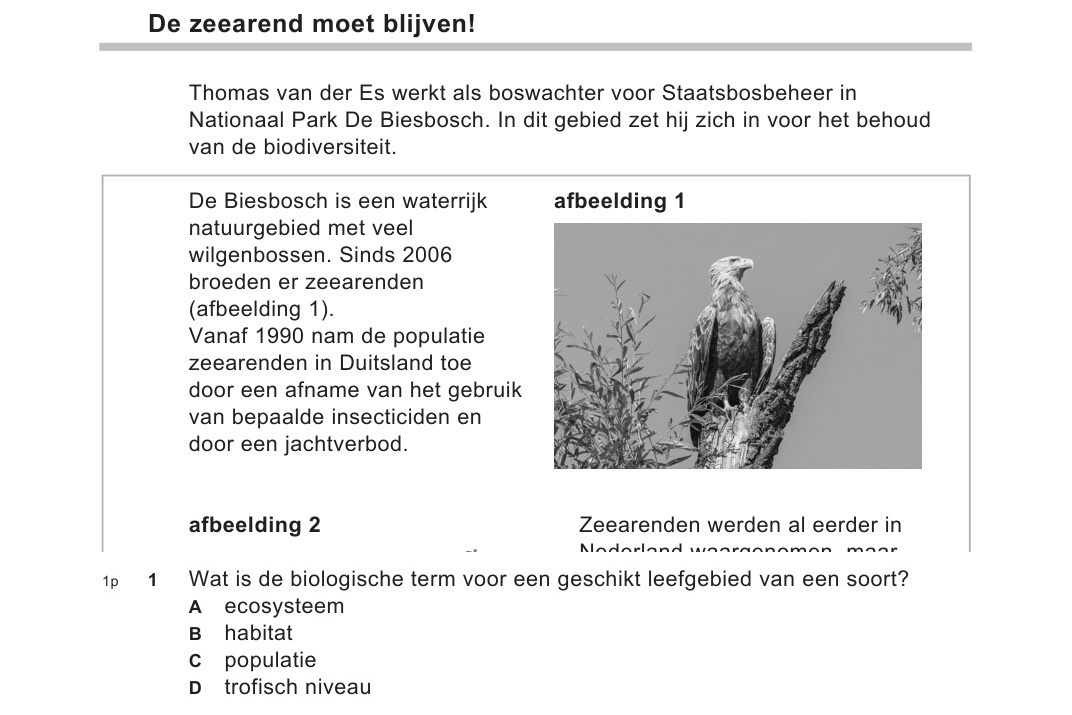 De zeearend moet blijven!
Thomas van der Es werkt als boswachter voor Staatsbosbeheer in
Nationaal Park De Biesbosch. In dit gebied zet hij zich in voor het behoud
van de biodiversiteit.
De Biesbosch is een waterrijk
natuurgebied met veel
wilgenbossen. Sinds 2006
broeden er zeearenden
(afbeelding 1).
Vanaf 1990 nam de populatie
zeearenden in Duitsland toe
door een afname van het gebruik
van bepaalde insecticiden en
door een jachtverbod.
afbeelding 1
afbeelding 2
Zeearenden werden al eerder in
Nederland waargenomen, maar
1p 1 Wat is de biologische term voor een geschikt leefgebied van een soort?
A ecosysteem
B habitat
C populatie
D trofisch niveau